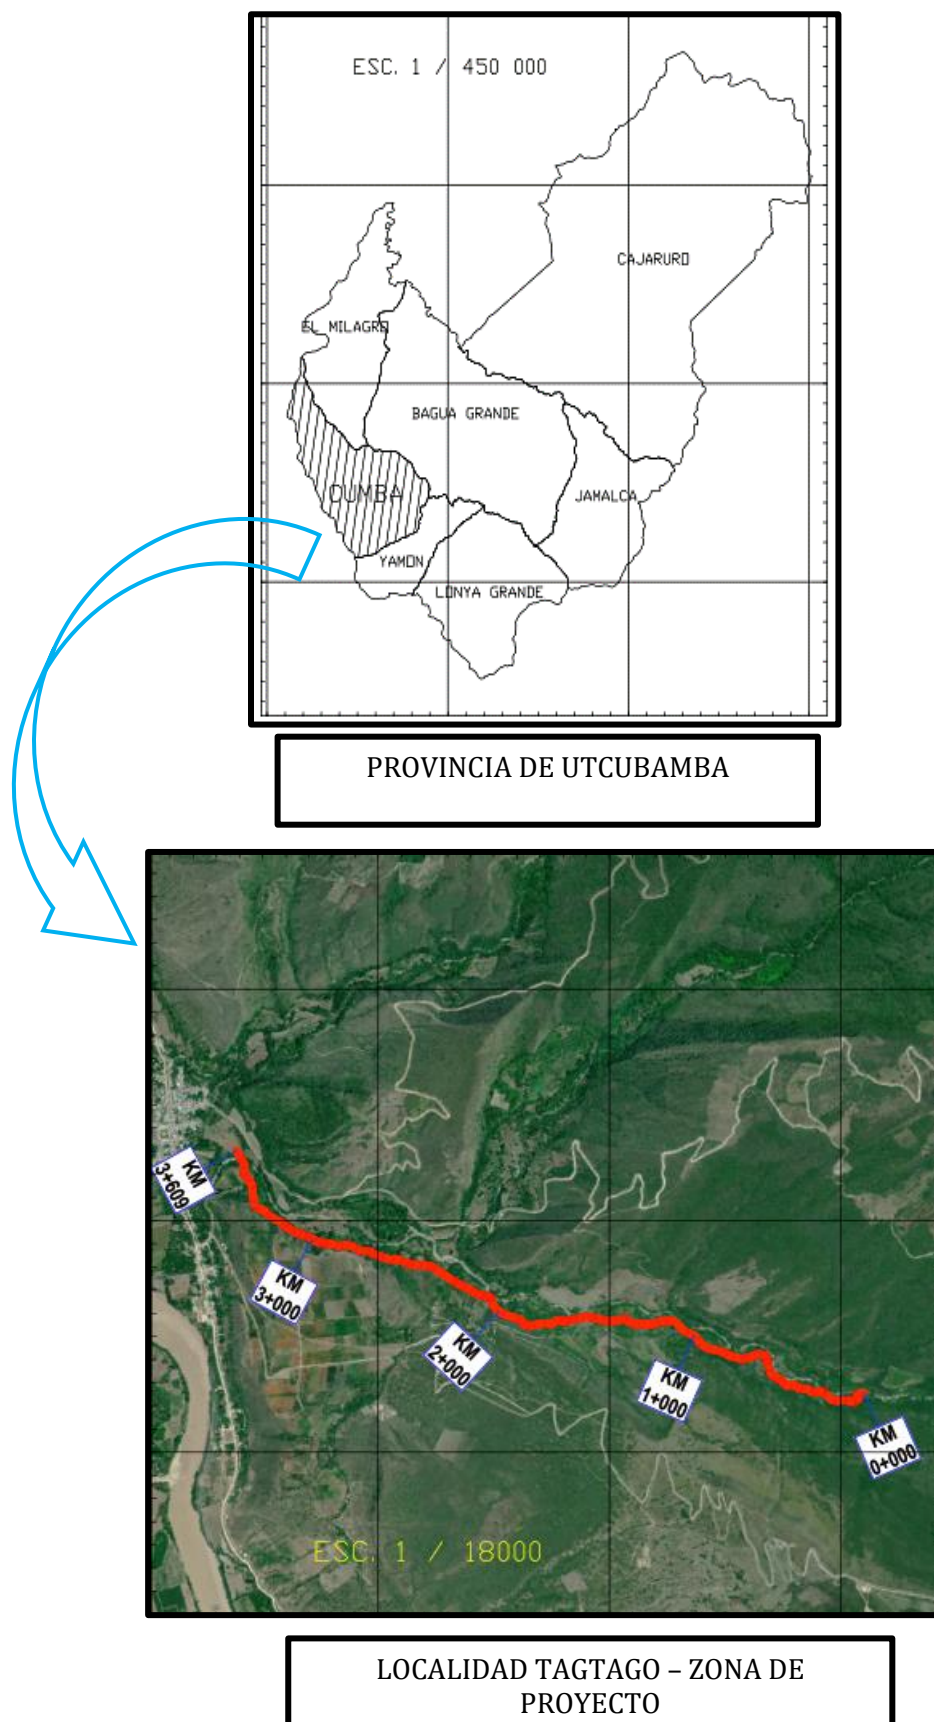 ESC. 1 / 450 000
CAJARURO
EL MILAGRO
BAGUA GRANDE
CUMBA
JAMALCA
YAMON
LONYA GRANDE
PROVINCIA DE UTCUBAMBA
KM
3+609
KM
3+000
KM
2+000
KM
1+000
KM
0+000
ESC. 1 / 18000
LOCALIDAD TAGTAGO – ZONA DE
PROYECTO